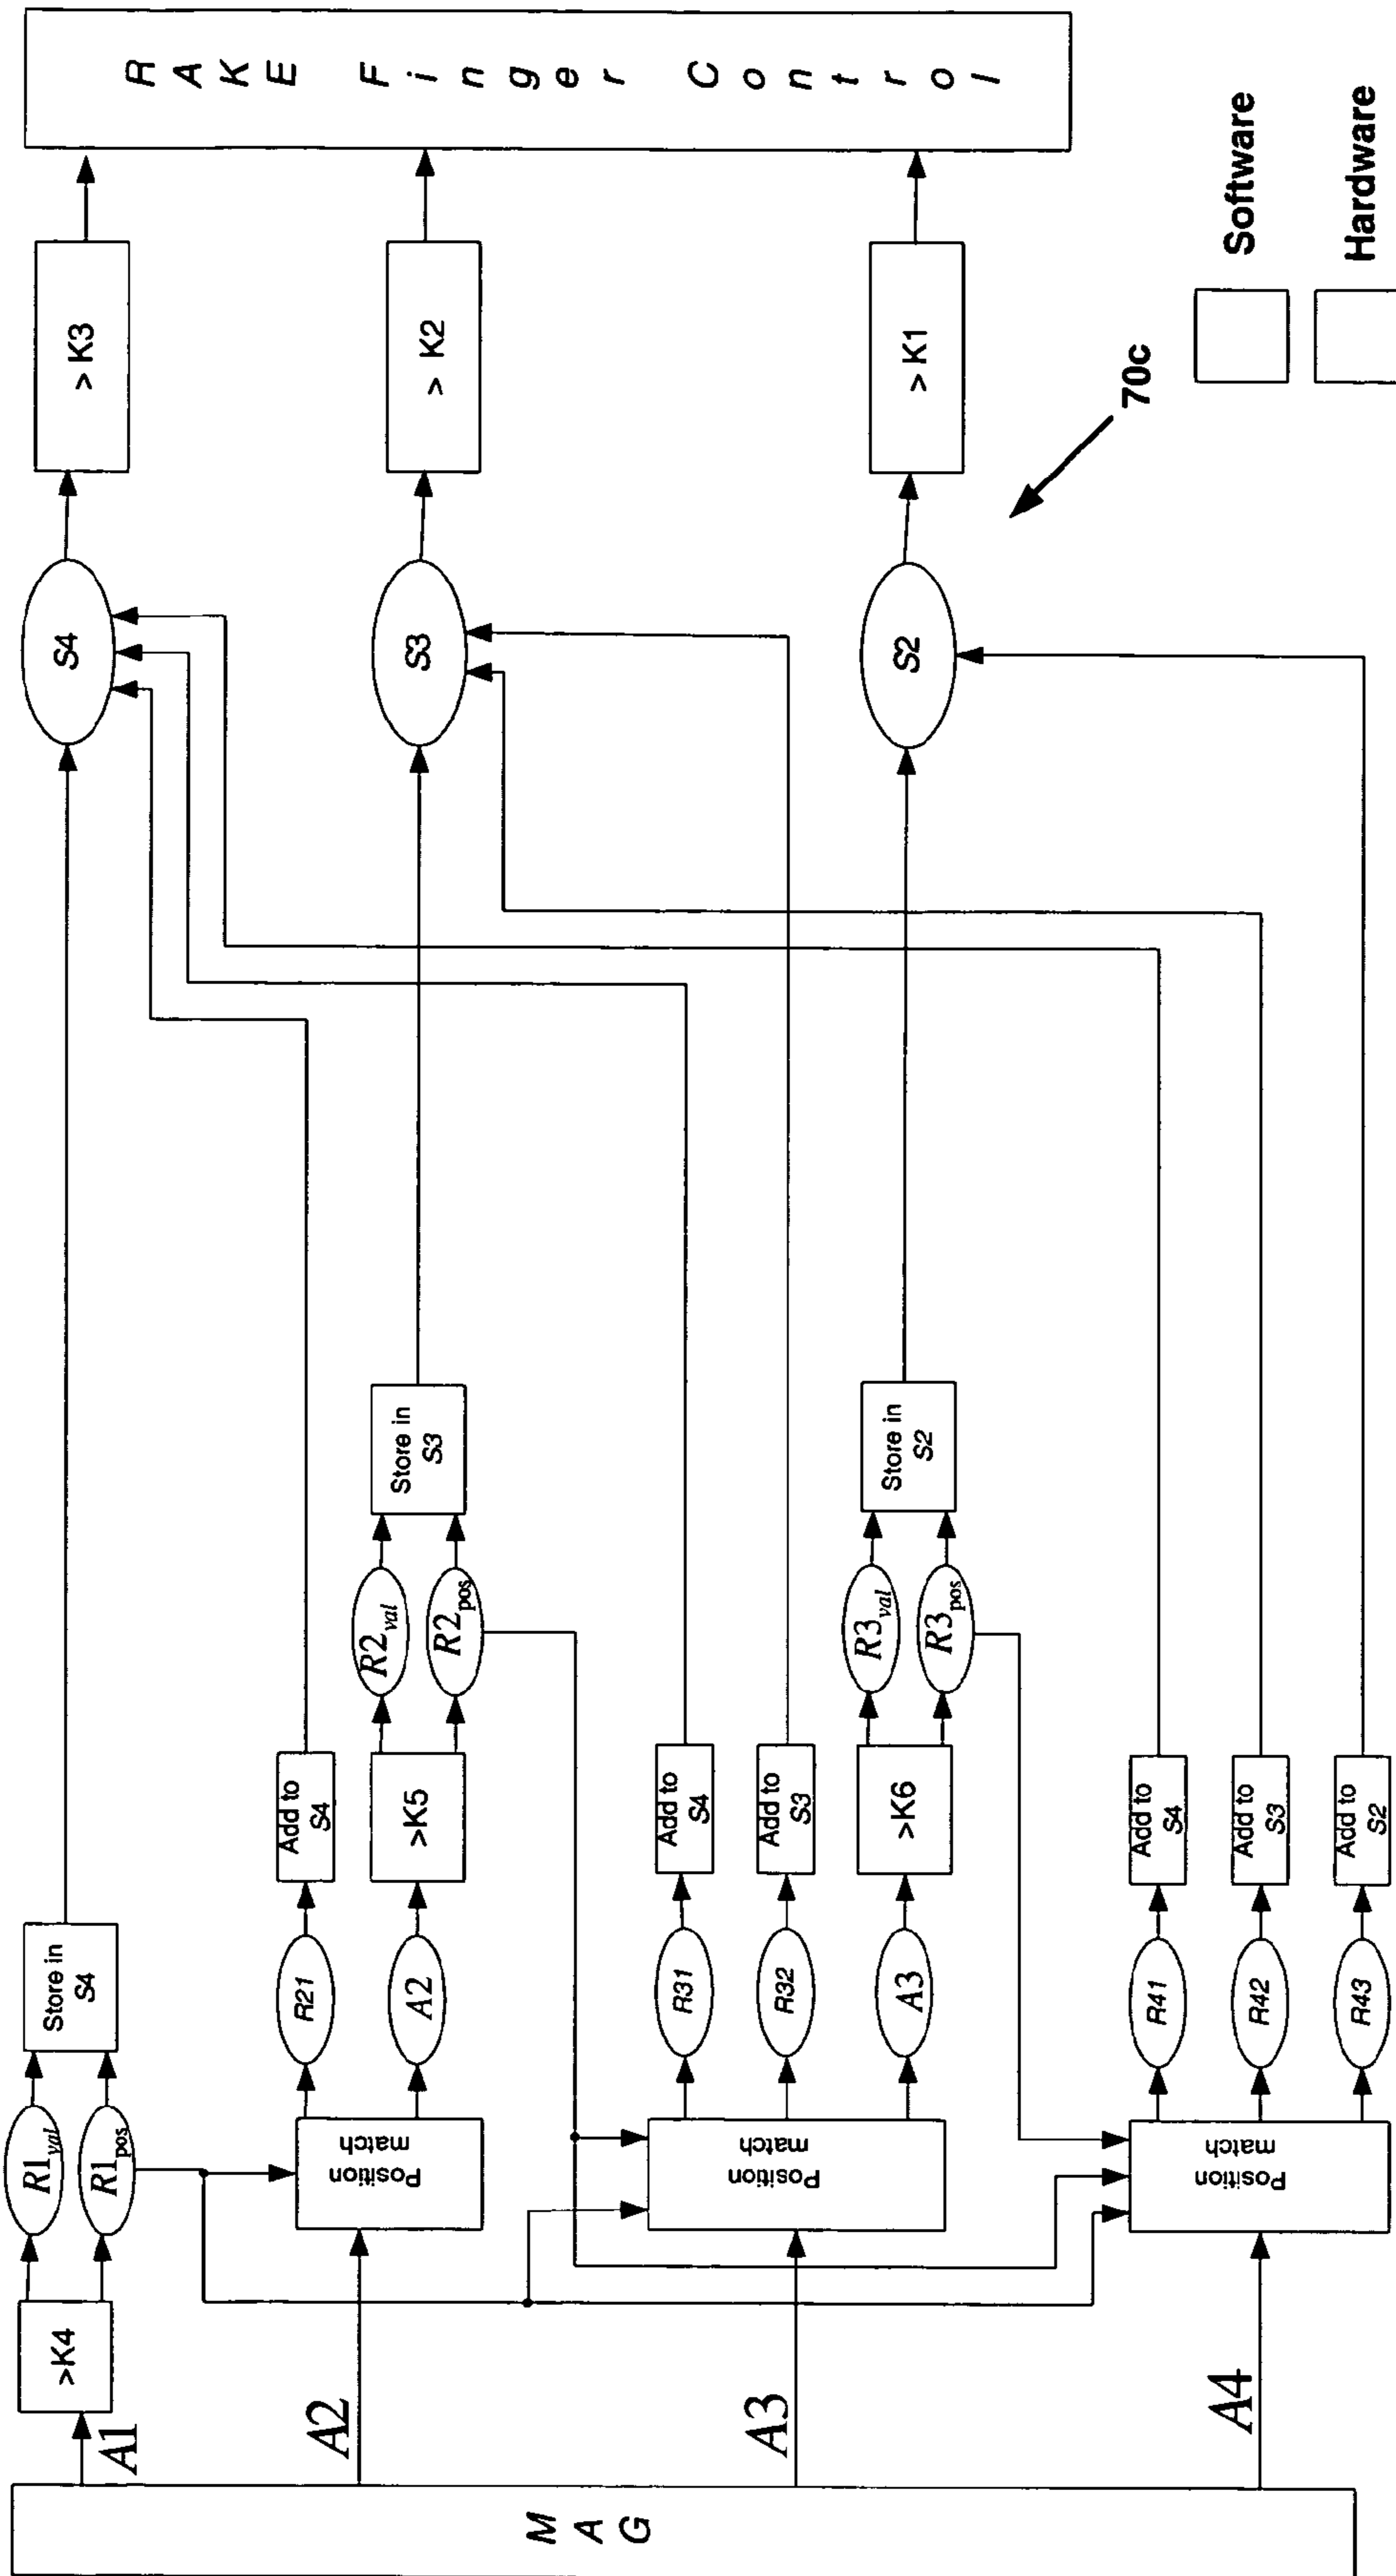 MAG
A1
>K4
R1val
R1pos
Store in
S4
S4
> K3
RAKE Finger Control
A2
Position
match
R21
Add to
S4
A2
>K5
R2val
R2pos
Store in
S3
S3
> K2
A3
Position
match
R31
Add to
S4
R32
Add to
S3
A3
>K6
R3val
R3pos
Store in
S2
S2
> K1
A4
Position
match
R41
Add to
S4
R42
Add to
S3
R43
Add to
S2
70c
Software
Hardware